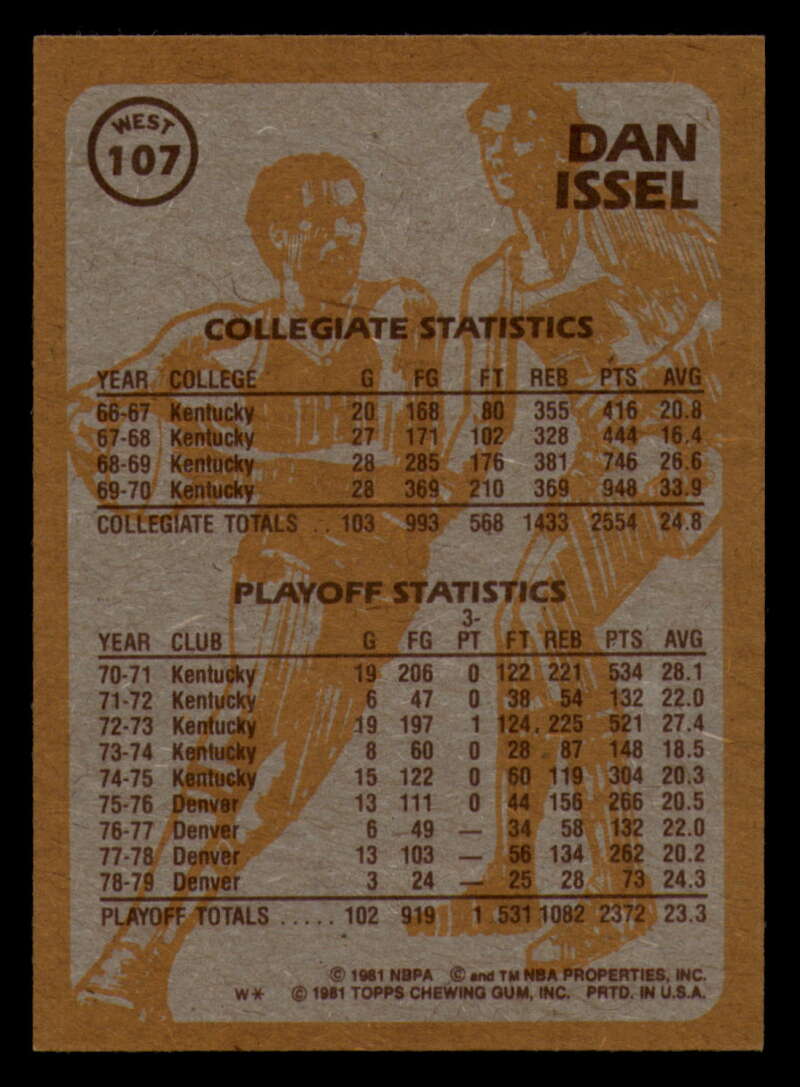 WEST
107
DAN
ISSEL
COLLEGIATE STATISTICS
YEAR COLLEGE G FG FT REB PTS AVG
66-67 Kentucky 20 168 80 355 416 20.8
67-68 Kentucky 27 171 102 328 444 16.4
68-69 Kentucky 28 285 176 381 746 26.6
69-70 Kentucky 28 369 210 369 948 33.9
COLLEGIATE TOTALS .. 103 993 568 1433 2554 24.8
PLAYOFF STATISTICS
YEAR CLUB G FG 3-PT FT REB PTS AVG
70-71 Kentucky 19 206 0 122 221 534 28.1
71-72 Kentucky 6 47 0 38 54 132 22.0
72-73 Kentucky 19 197 1 124 225 521 27.4
73-74 Kentucky 8 60 0 28 87 148 18.5
74-75 Kentucky 15 122 0 60 119 304 20.3
75-76 Denver 13 111 0 44 156 266 20.5
76-77 Denver 6 49 — 34 58 132 22.0
77-78 Denver 13 103 — 56 134 262 20.2
78-79 Denver 3 24 — 25 28 73 24.3
PLAYOFF TOTALS ..... 102 919 1 531 1082 2372 23.3
© 1981 NBPA © and TM NBA PROPERTIES, INC.
W* © 1981 TOPPS CHEWING GUM, INC. PRTD. IN U.S.A.